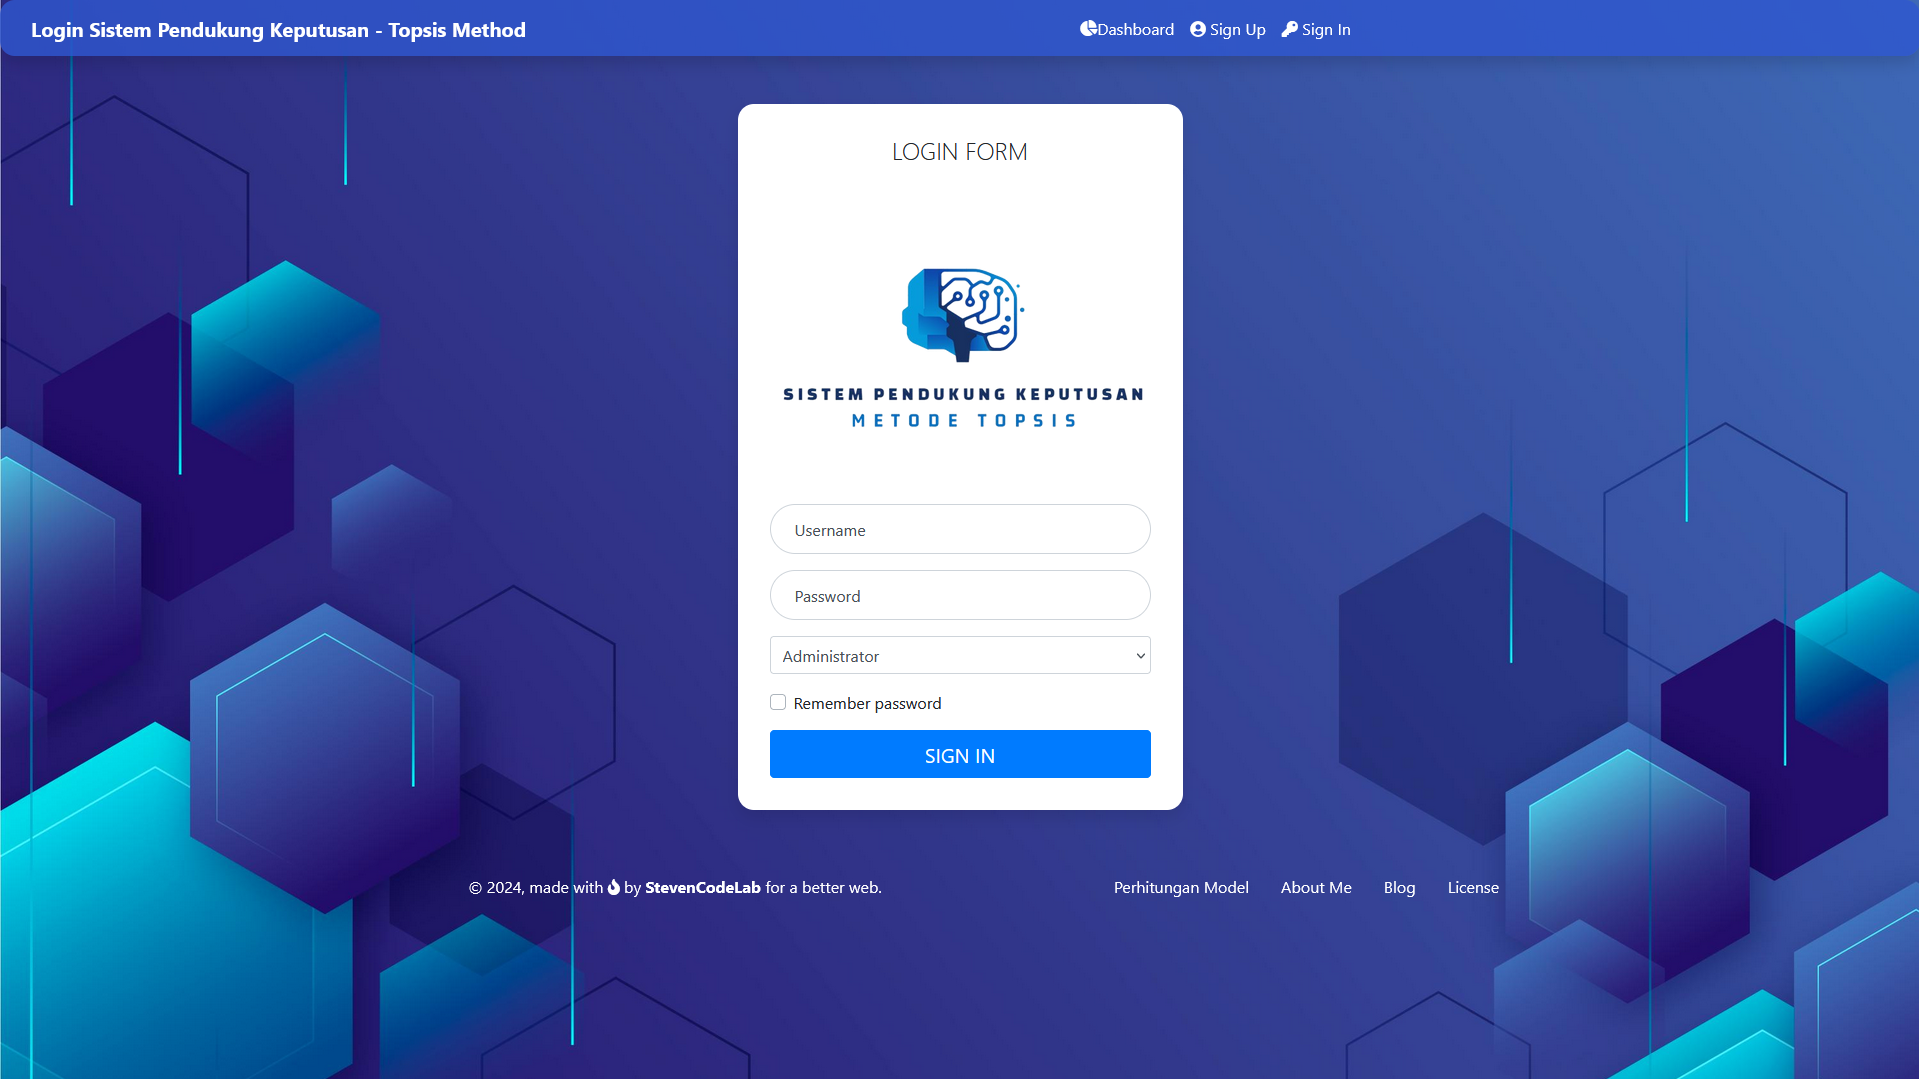 Login Sistem Pendukung Keputusan - Topsis Method
Dashboard Sign Up Sign In
LOGIN FORM
SISTEM PENDUKUNG KEPUTUSAN
METODE TOPSIS
Username
Password
Administrator
Remember password
SIGN IN
© 2024, made with by StevenCodeLab for a better web.
Perhitungan Model About Me Blog License